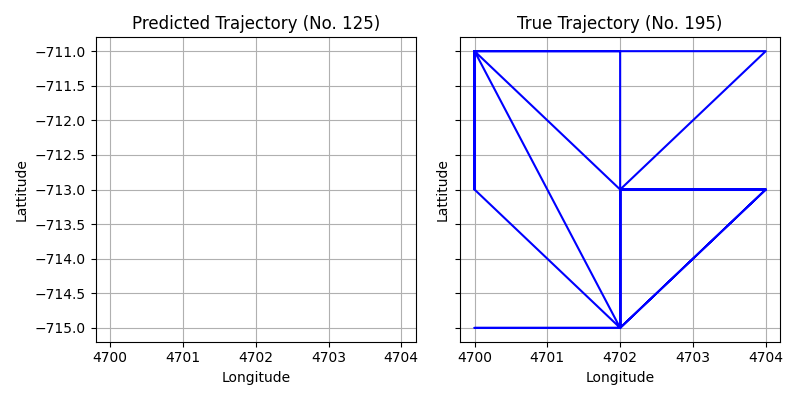 Predicted Trajectory (No. 125)
True Trajectory (No. 195)
−711.0
−711.5
−712.0
−712.5
−713.0
−713.5
−714.0
−714.5
−715.0
Lattitude
Lattitude
4700 4701 4702 4703 4704
4700 4701 4702 4703 4704
Longitude
Longitude